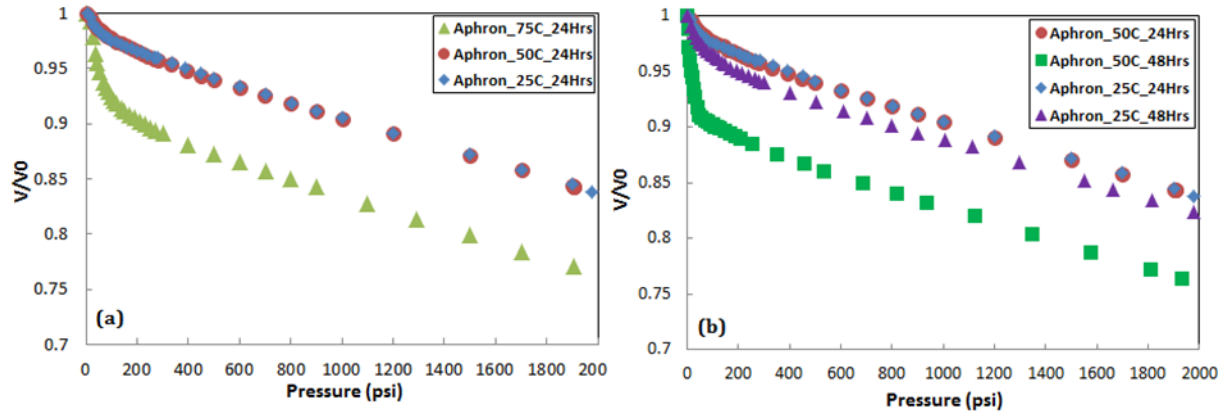 1
0.95
0.9
0.85
0.8
0.75
0.7
V/V0
0 200 400 600 800 1000 1200 1400 1600 1800 2000
Pressure (psi)
Aphron_75C_24Hrs
Aphron_50C_24Hrs
Aphron_25C_24Hrs
(a)
1
0.95
0.9
0.85
0.8
0.75
0.7
V/V0
0 200 400 600 800 1000 1200 1400 1600 1800 2000
Pressure (psi)
Aphron_50C_24Hrs
Aphron_50C_48Hrs
Aphron_25C_24Hrs
Aphron_25C_48Hrs
(b)